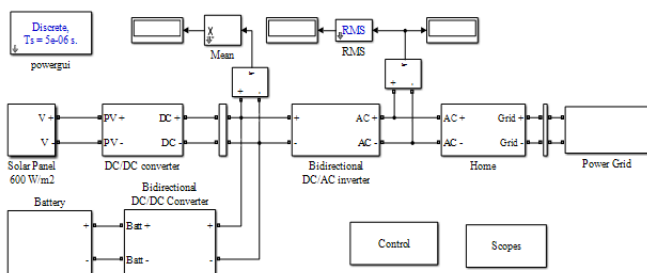 Discrete,
Ts = 5e-06 s.
powergui
X
Mean
RMS
RMS
+ v -
+ v -
V +
V -
Solar Panel
600 W/m2
PV +
PV -
DC +
DC -
DC/DC converter
+
-
AC +
AC -
Bidirectional
DC/AC inverter
AC +
AC -
Grid +
Grid -
Home
Power Grid
Battery
+
-
Bidirectional
DC/DC Converter
Batt +
Batt -
Control
Scopes